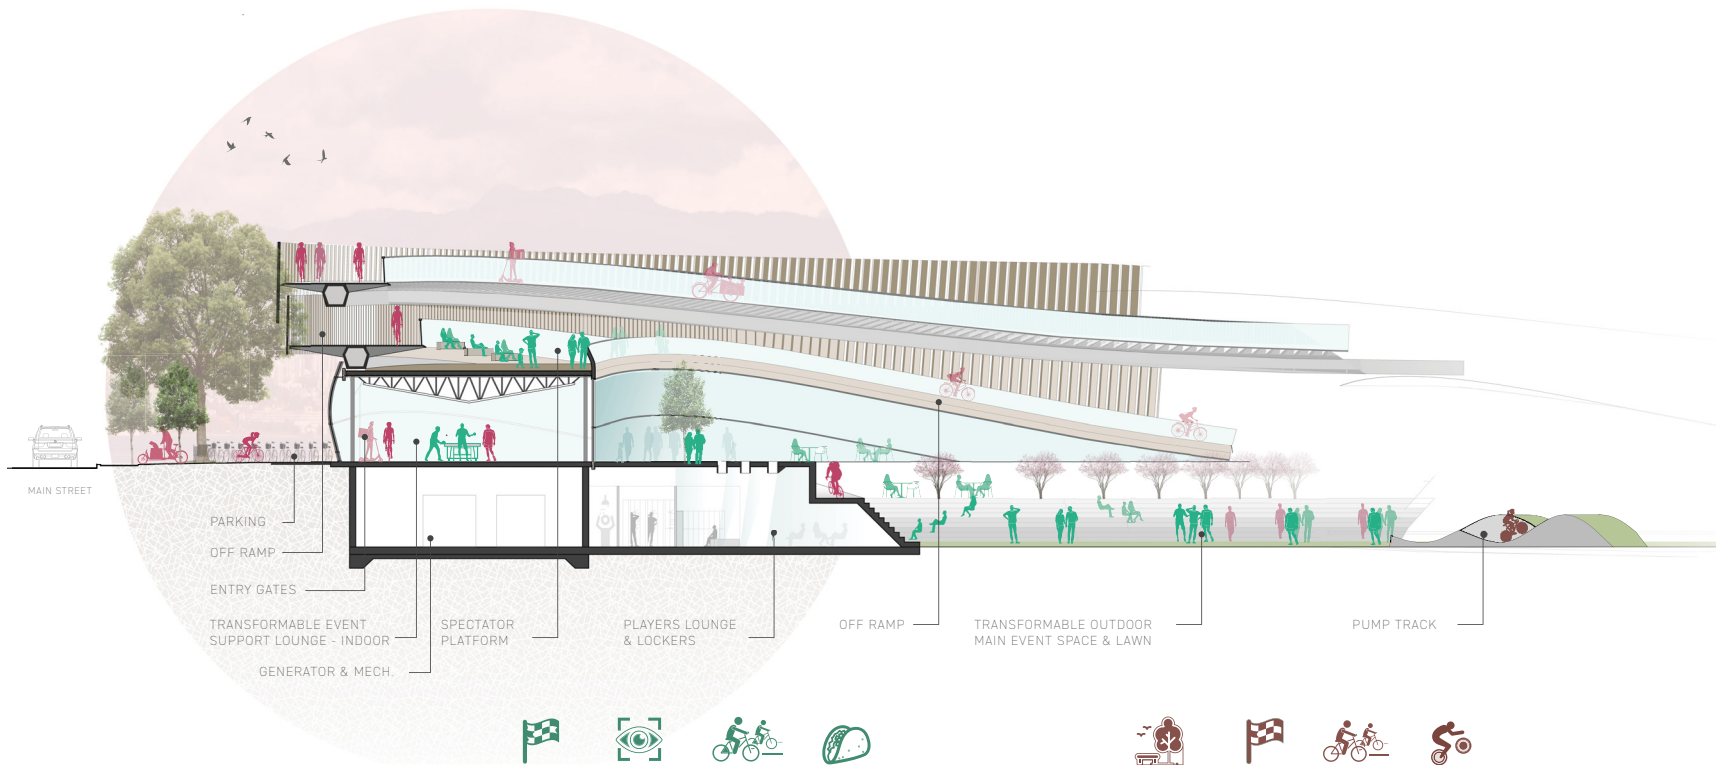 MAIN STREET
PARKING
OFF RAMP
ENTRY GATES
TRANSFORMABLE EVENT
SUPPORT LOUNGE - INDOOR
GENERATOR & MECH.
SPECTATOR
PLATFORM
PLAYERS LOUNGE
& LOCKERS
OFF RAMP
TRANSFORMABLE OUTDOOR
MAIN EVENT SPACE & LAWN
PUMP TRACK